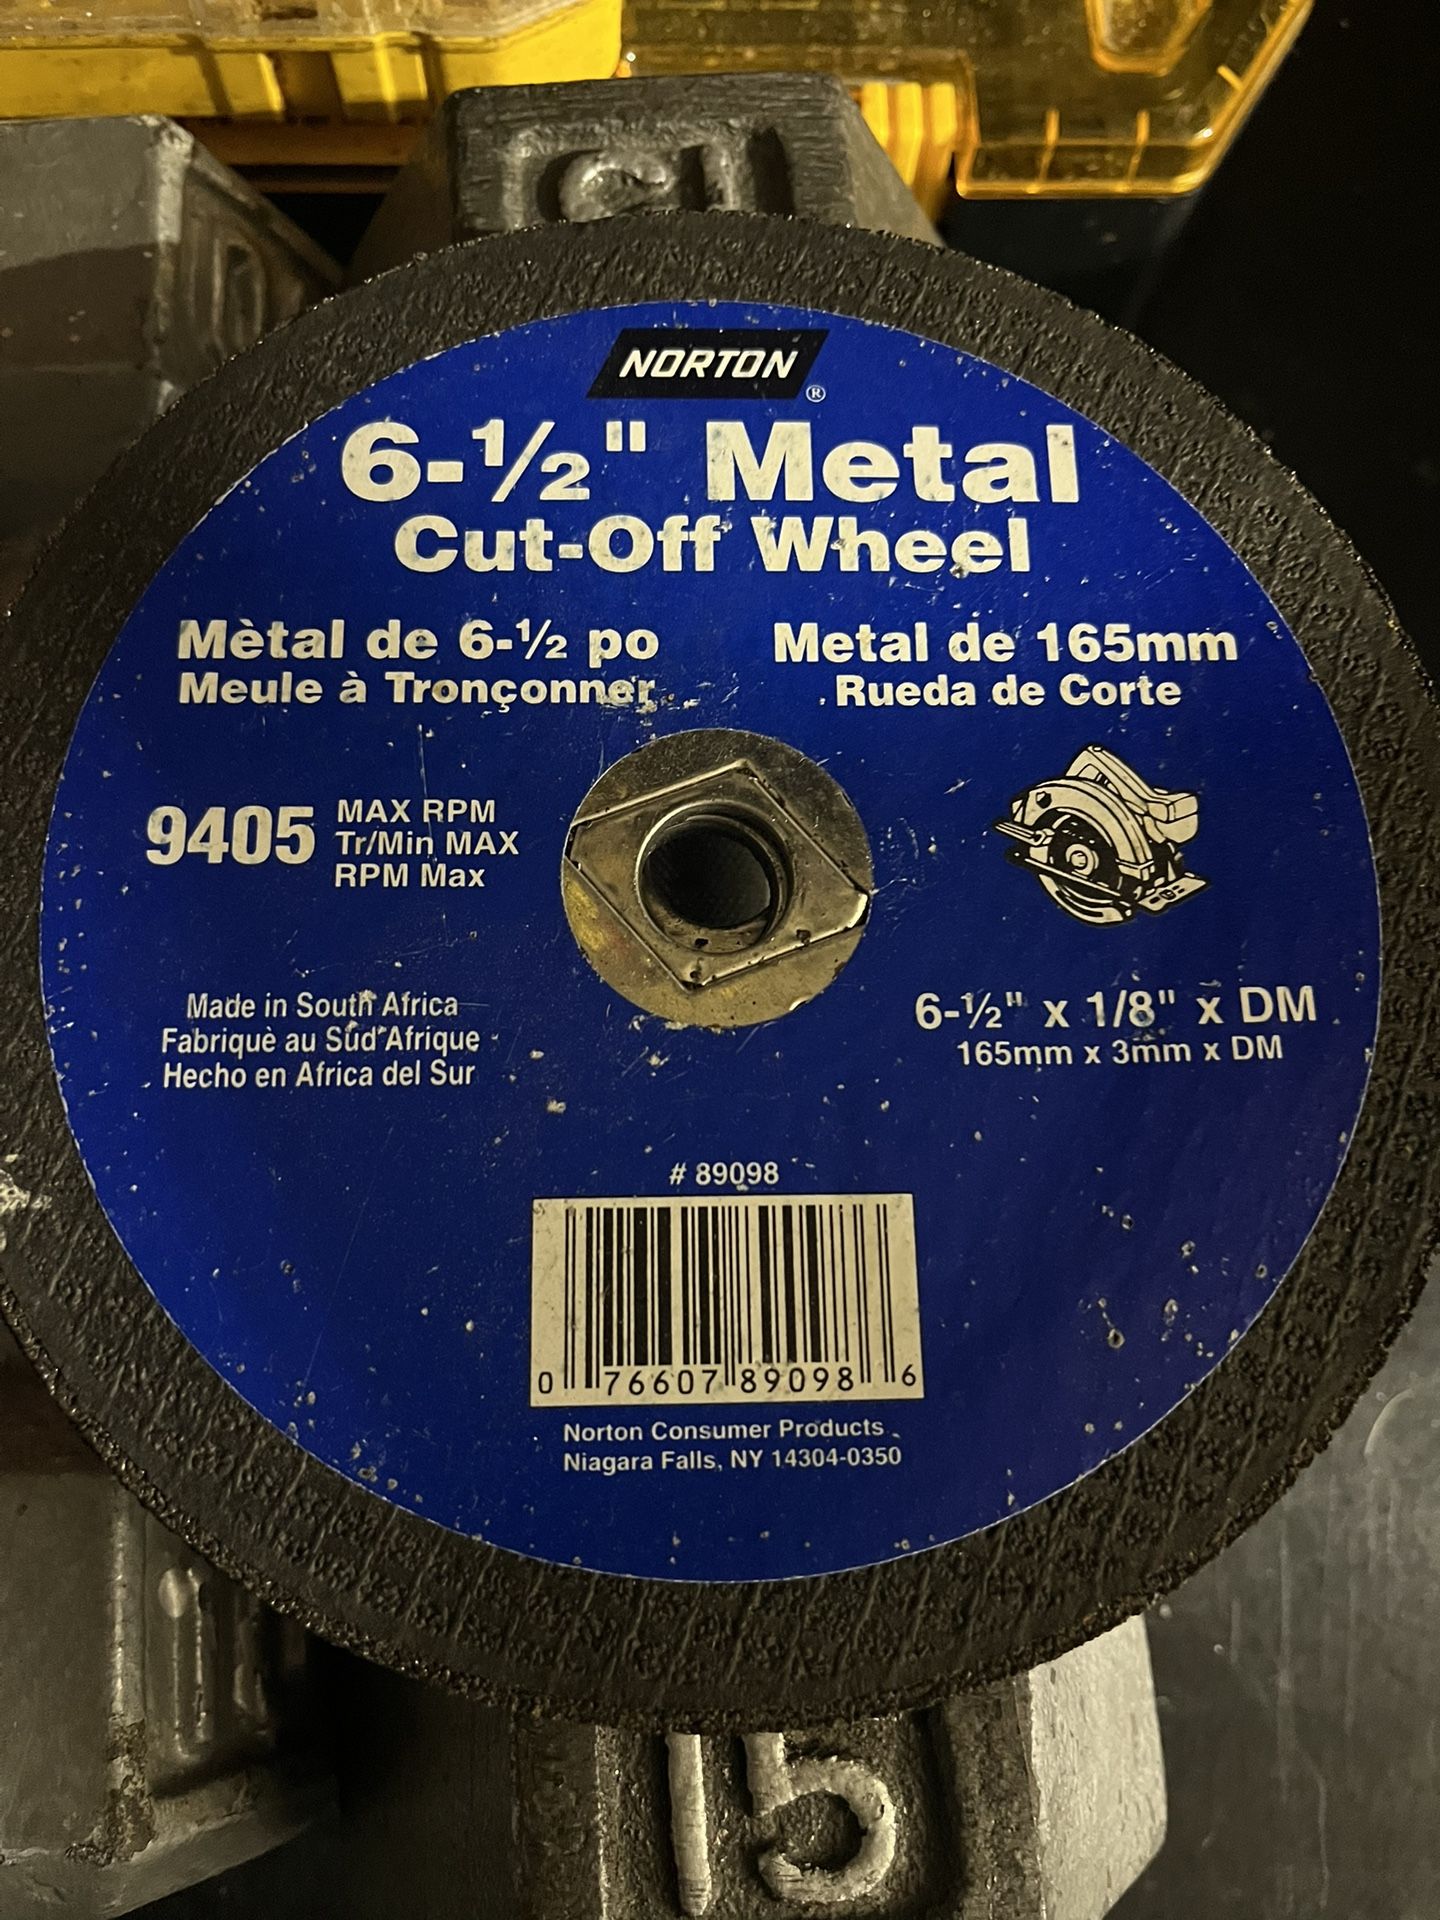 NORTON®
6-½" Metal
Cut-Off Wheel
Mètal de 6-½ po
Meule à Tronçonner
Metal de 165mm
Rueda de Corte
9405
MAX RPM
Tr/Min MAX
RPM Max
Made in South Africa
Fabriquè au Sud Afrique
Hecho en Africa del Sur
6-½" x 1/8" x DM
165mm x 3mm x DM
# 89098
0 76607 89098 6
Norton Consumer Products
Niagara Falls, NY 14304-0350
15